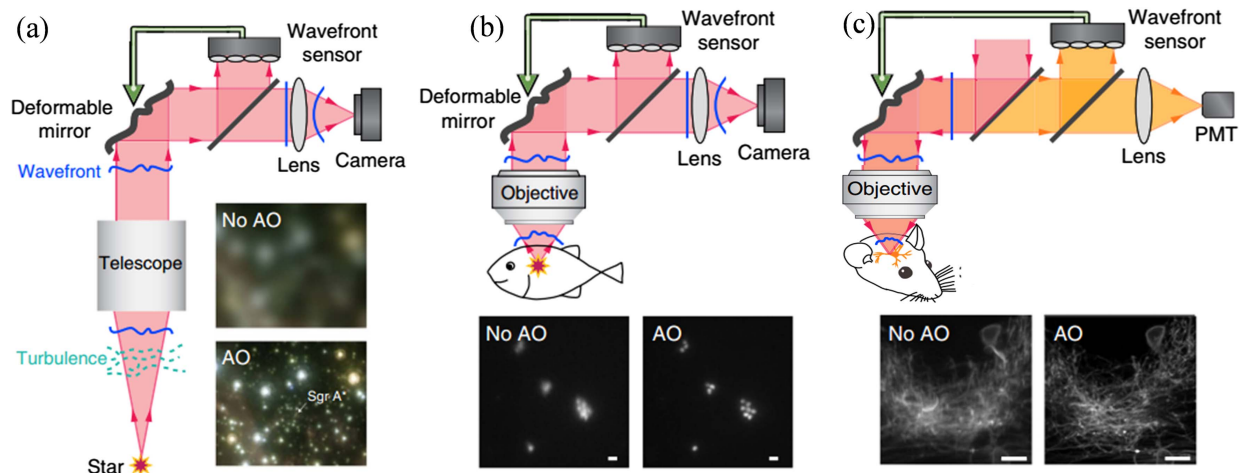 (a)
Wavefront
sensor
Deformable
mirror
Lens
Camera
Wavefront
Telescope
Turbulence
Star
No AO
AO
Sgr A*
(b)
Wavefront
sensor
Deformable
mirror
Lens
Camera
Objective
No AO
AO
(c)
Wavefront
sensor
Lens
PMT
Objective
No AO
AO